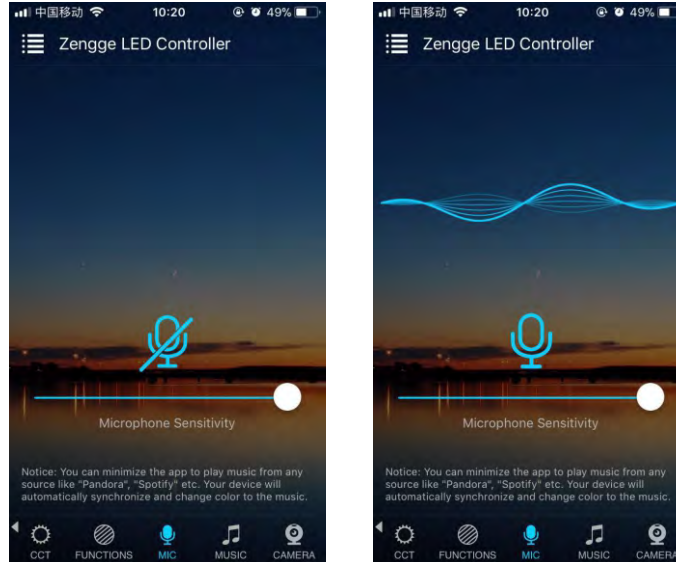 中国移动 10:20 49%
Zengge LED Controller
Microphone Sensitivity
Notice: You can minimize the app to play music from any
source like "Pandora", "Spotify" etc. Your device will
automatically synchronize and change color to the music.
CCT FUNCTIONS MIC MUSIC CAMERA
中国移动 10:20 49%
Zengge LED Controller
Microphone Sensitivity
Notice: You can minimize the app to play music from any
source like "Pandora", "Spotify" etc. Your device will
automatically synchronize and change color to the music.
CCT FUNCTIONS MIC MUSIC CAMERA